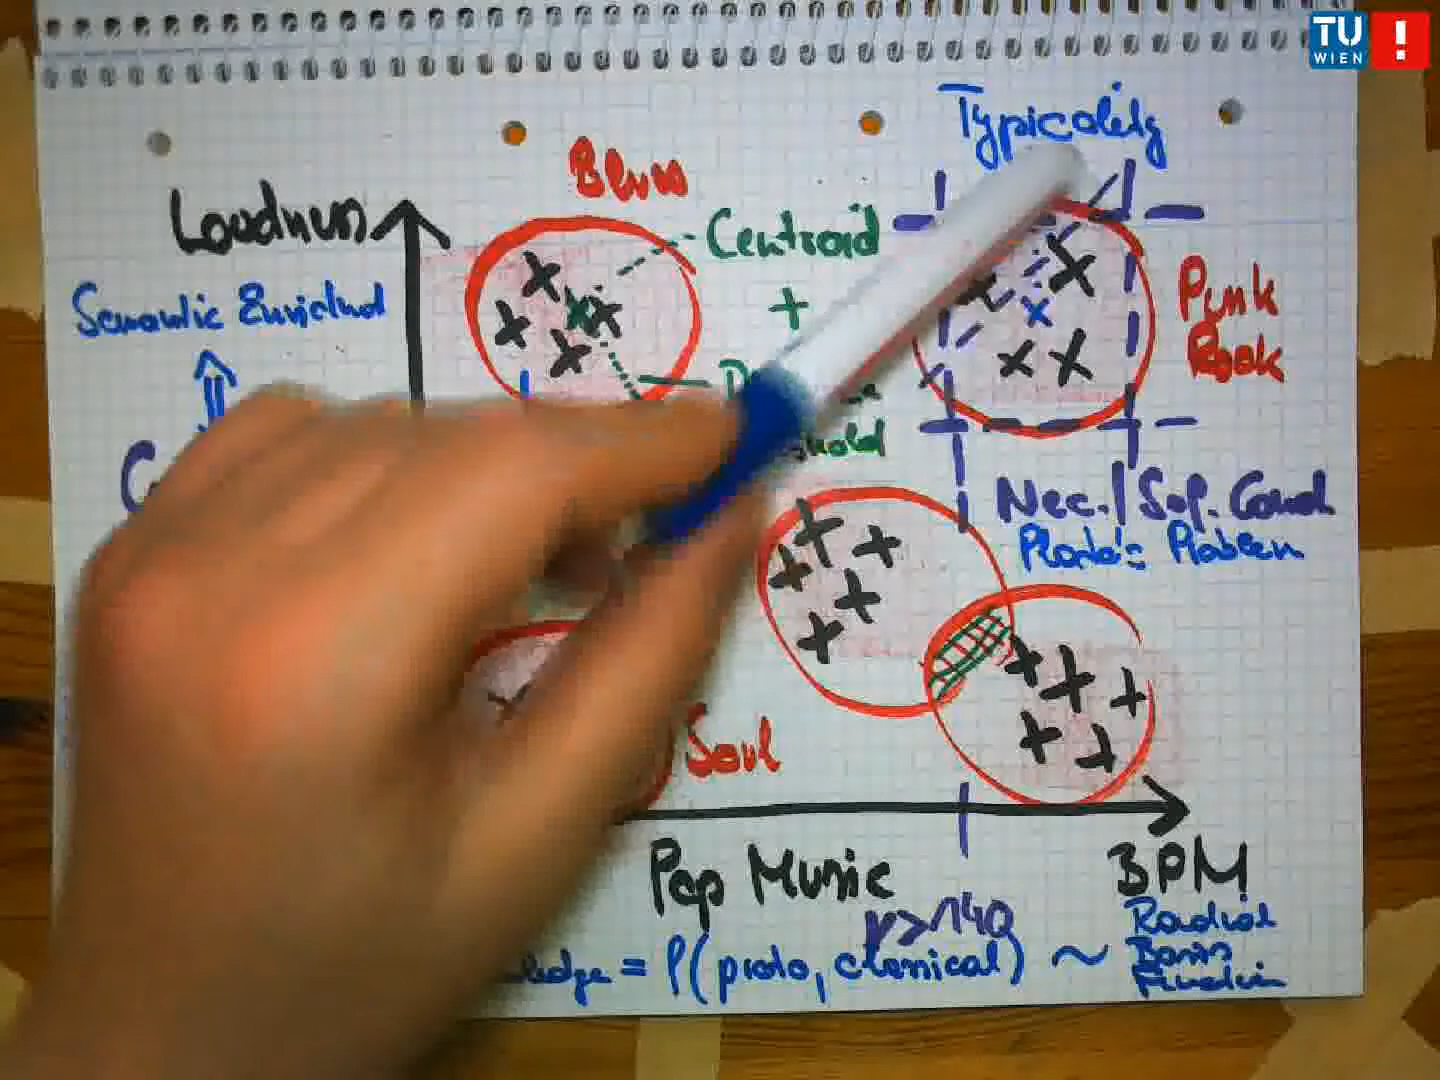 TU
WIEN
!
Typicality
Blues
Loudness
Centroid
+
Semantic Enriched
Punk
Rock
Nec./Suf. Cond
Plato's Problem
Soul
Pop Music
BPM
>140
= P(proto, classical) ~
Radial
Basis
Function